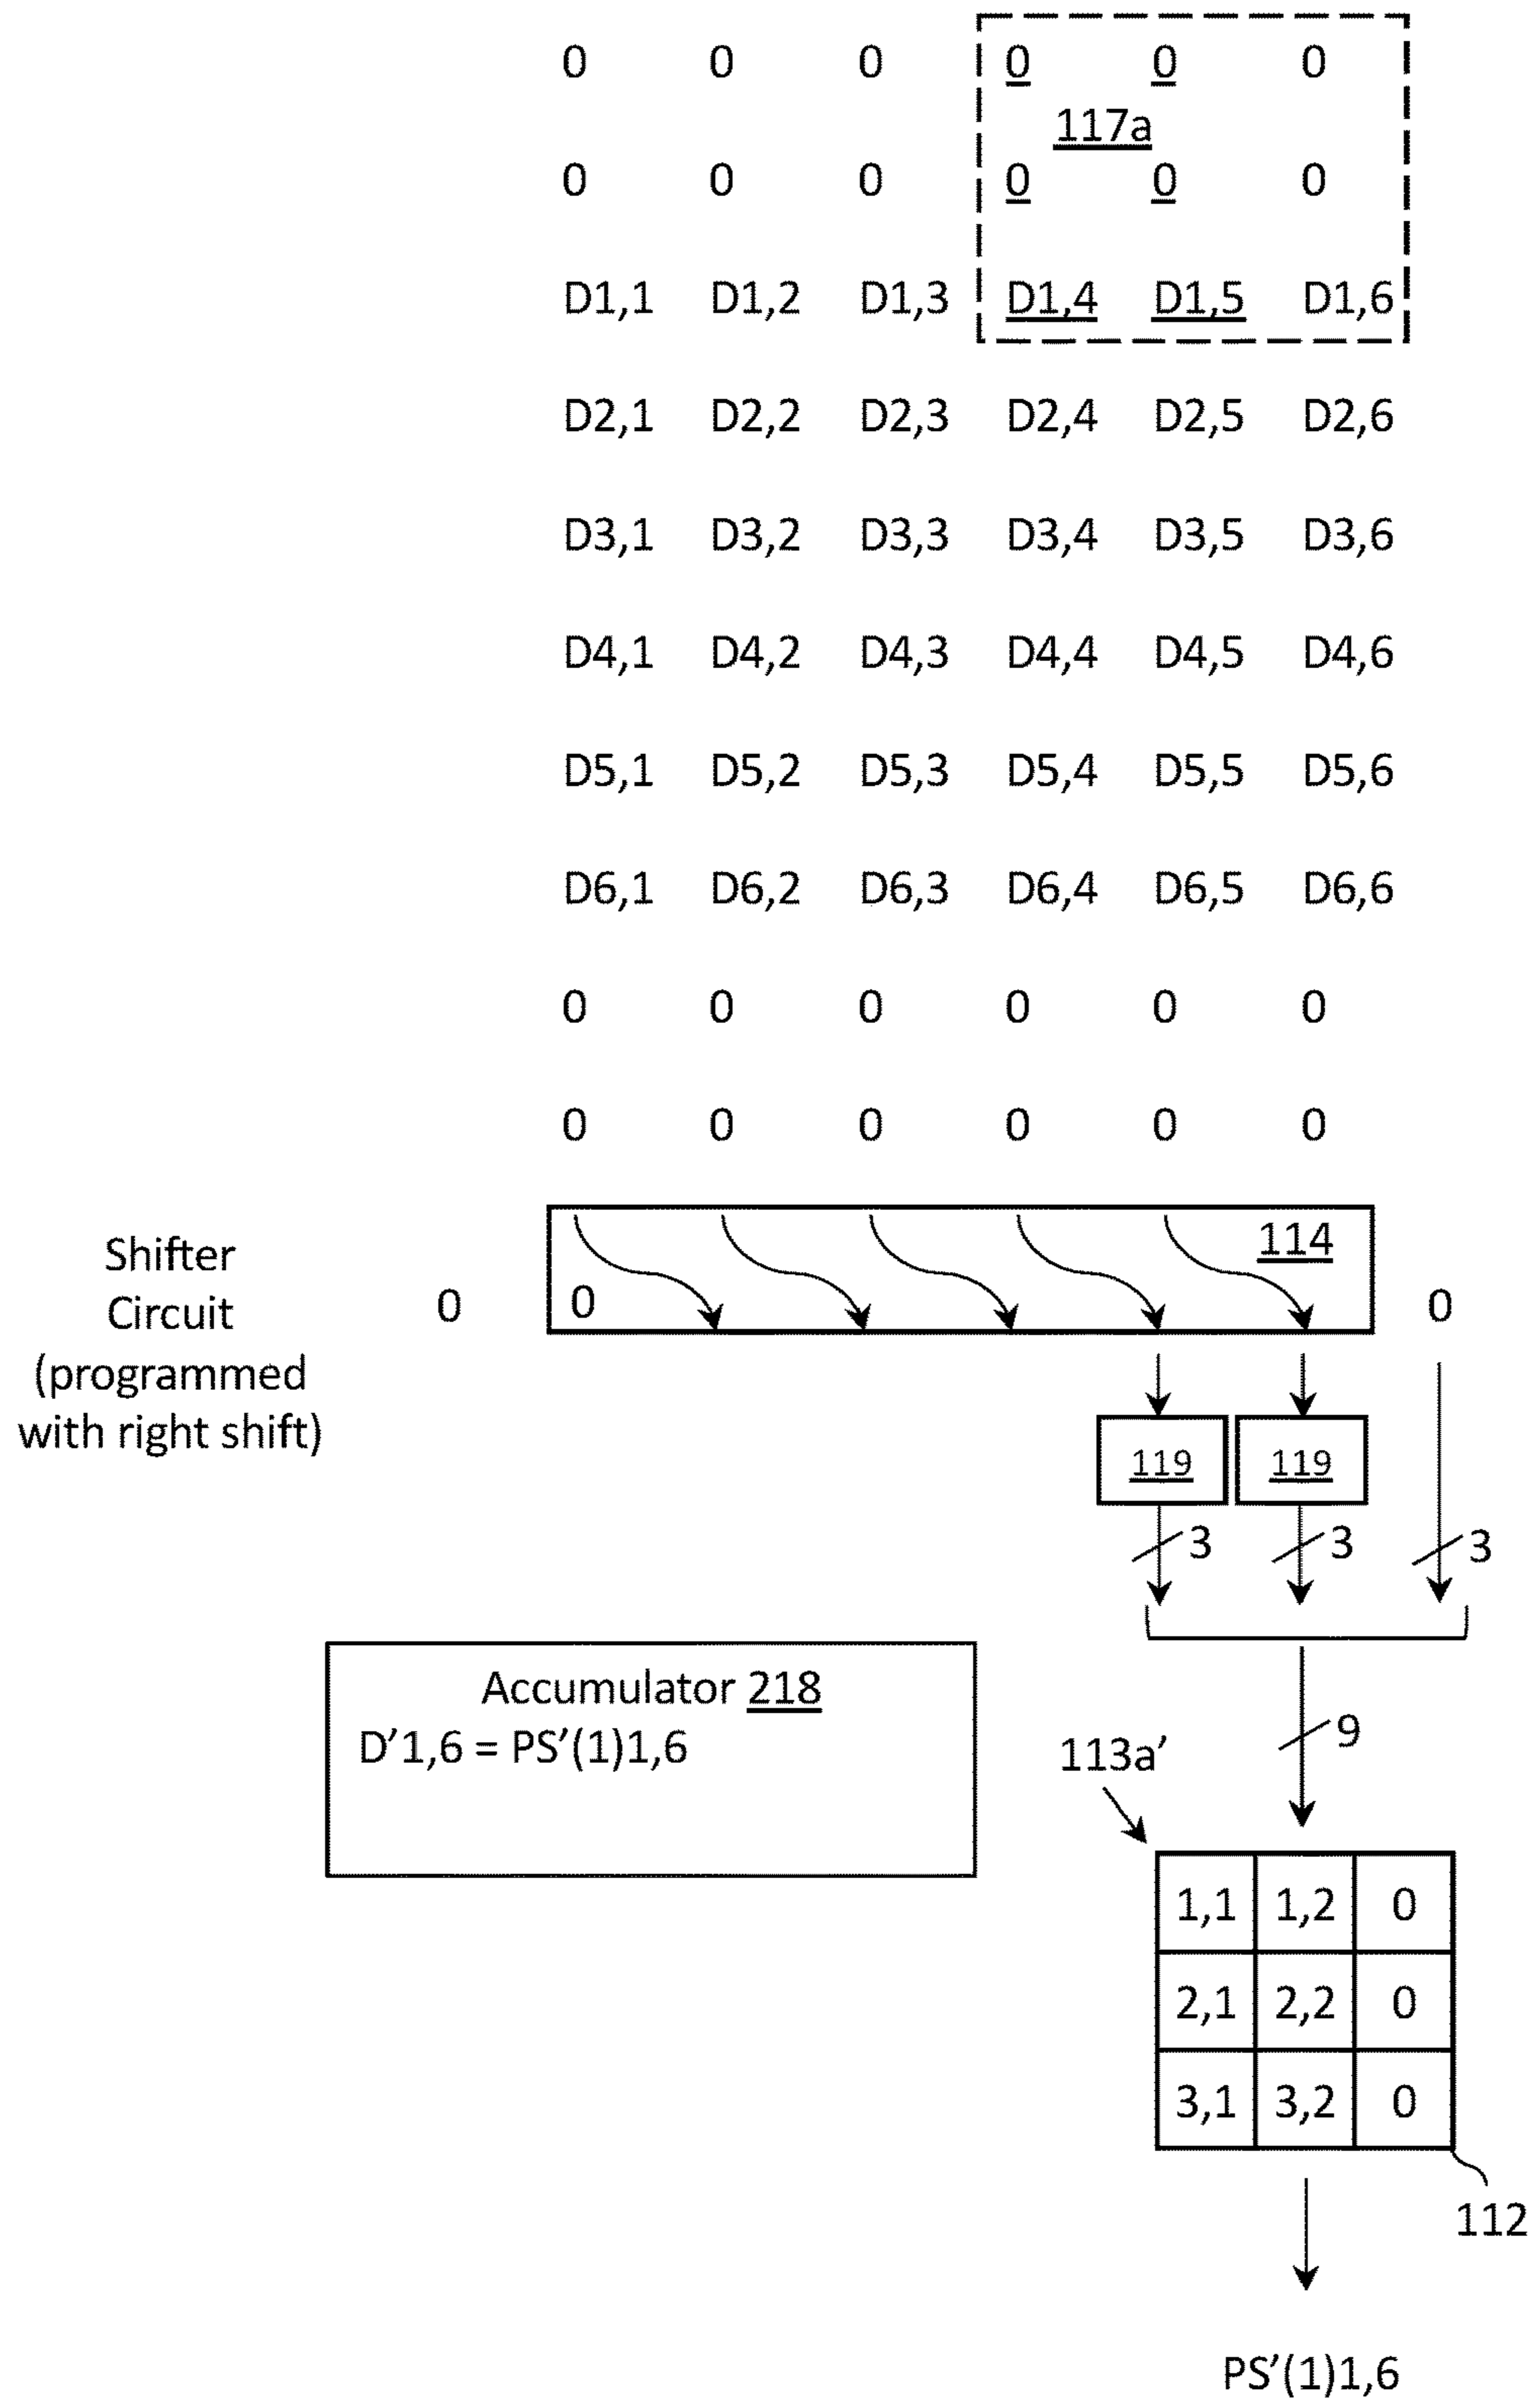 0 0 0 0 0 0
117a
0 0 0 0 0 0
D1,1 D1,2 D1,3 D1,4 D1,5 D1,6
D2,1 D2,2 D2,3 D2,4 D2,5 D2,6
D3,1 D3,2 D3,3 D3,4 D3,5 D3,6
D4,1 D4,2 D4,3 D4,4 D4,5 D4,6
D5,1 D5,2 D5,3 D5,4 D5,5 D5,6
D6,1 D6,2 D6,3 D6,4 D6,5 D6,6
0 0 0 0 0 0
0 0 0 0 0 0
Shifter
Circuit
(programmed
with right shift)
114
0 0 0
119 119
3 3 3
Accumulator 218
D’1,6 = PS’(1)1,6
9
113a’
1,1 1,2 0
2,1 2,2 0
3,1 3,2 0
112
PS’(1)1,6